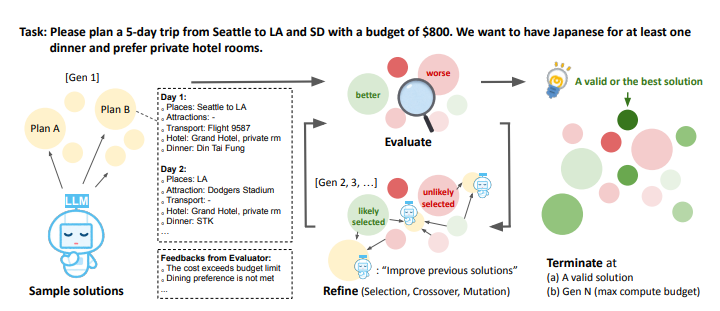 Task: Please plan a 5-day trip from Seattle to LA and SD with a budget of $800. We want to have Japanese for at least one
dinner and prefer private hotel rooms.
[Gen 1]
Plan A
Plan B
LLM
Sample solutions
Day 1:
Places: Seattle to LA
Attractions: -
Transport: Flight 9587
Hotel: Grand Hotel, private rm
Dinner: Din Tai Fung
Day 2:
Places: LA
Attraction: Dodgers Stadium
Transport: -
Hotel: Grand Hotel, private rm
Dinner: STK
...
Feedbacks from Evaluator:
The cost exceeds budget limit
Dining preference is not met
...
better
worse
Evaluate
[Gen 2, 3, ...]
likely
selected
unlikely
selected
: “Improve previous solutions”
Refine (Selection, Crossover, Mutation)
A valid or the best solution
Terminate at
(a) A valid solution
(b) Gen N (max compute budget)